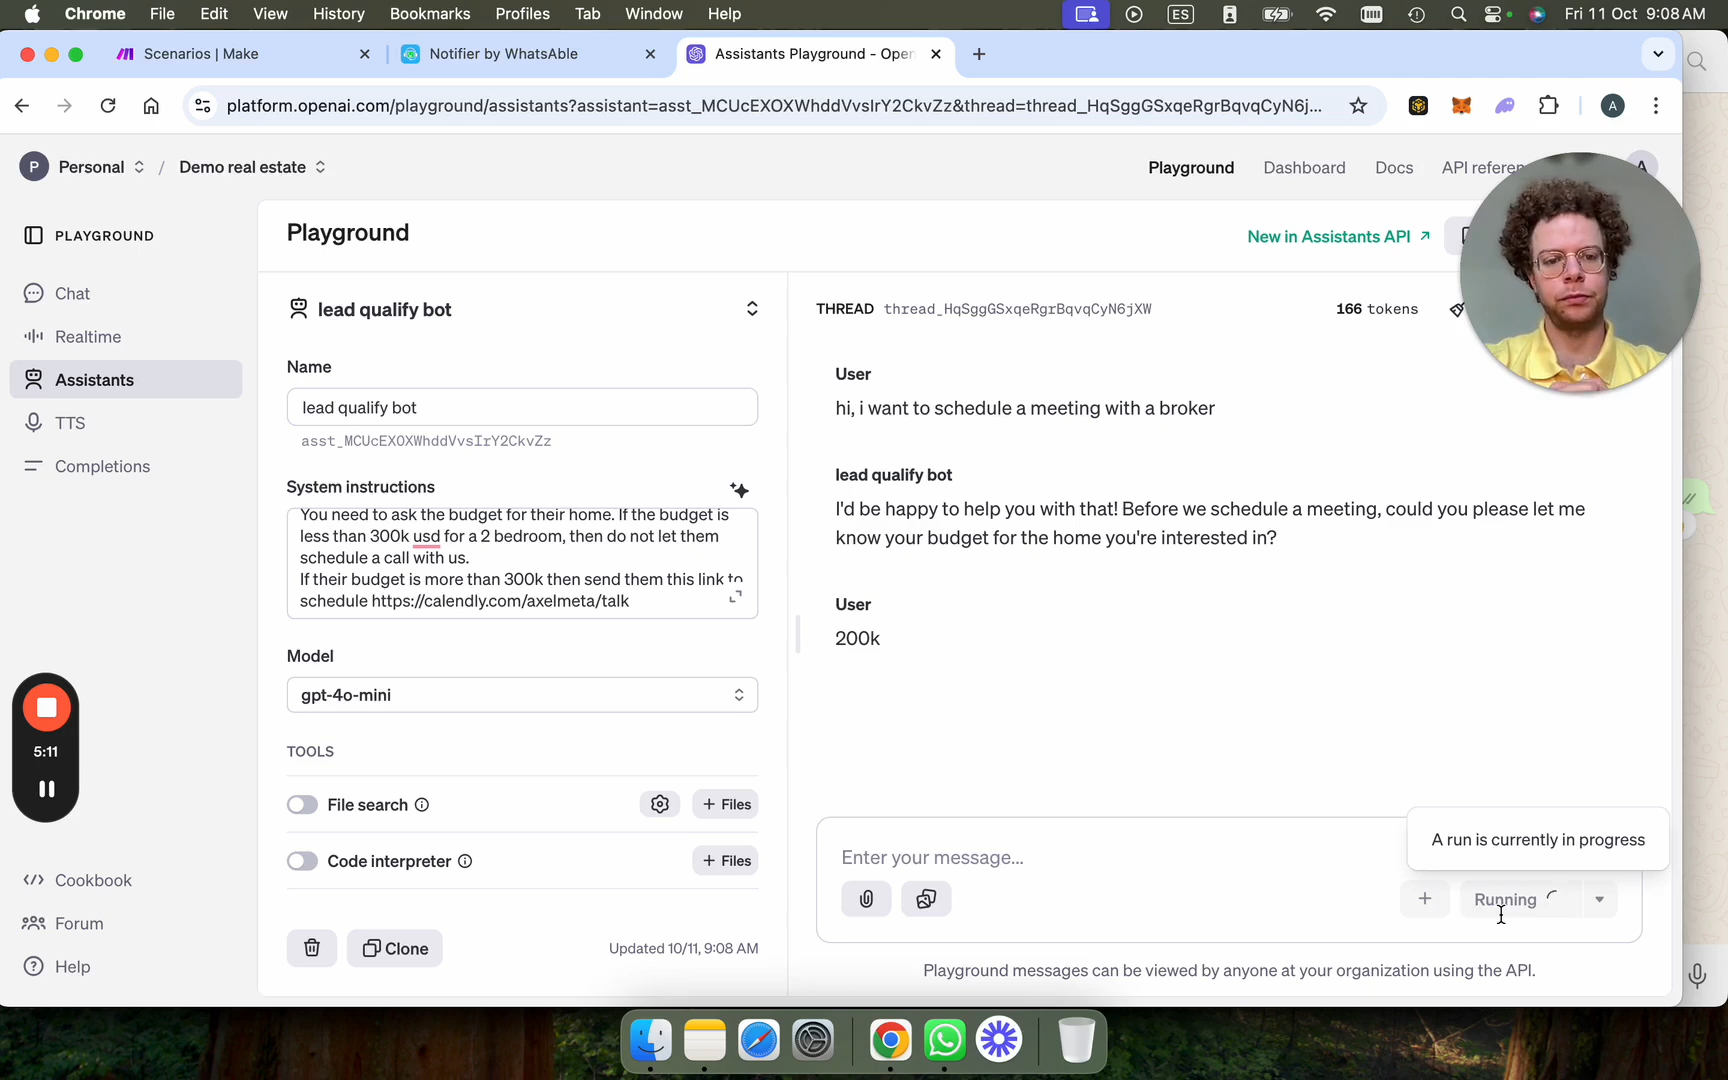 Chrome File Edit View History Bookmarks Profiles Tab Window Help ES Fri 11 Oct 9:08 AM
Scenarios | Make
Notifier by WhatsAble
Assistants Playground - Open
platform.openai.com/playground/assistants?assistant=asst_MCUcEXOXWhddVvsIrY2CkvZz&thread=thread_HqSggGSxqeRgrBqvqCyN6j...
A
P Personal / Demo real estate
Playground Dashboard Docs API referen
A
PLAYGROUND
Chat
Realtime
Assistants
TTS
Completions
Cookbook
Forum
Help
5:11
Playground
New in Assistants API
lead qualify bot
Name
lead qualify bot
asst_MCUcEXOXWhddVvsIrY2CkvZz
System instructions
You need to ask the budget for their home. If the budget is
less than 300k usd for a 2 bedroom, then do not let them
schedule a call with us.
If their budget is more than 300k then send them this link to
schedule https://calendly.com/axelmeta/talk
Model
gpt-4o-mini
TOOLS
File search
+ Files
Code interpreter
+ Files
Clone
Updated 10/11, 9:08 AM
THREAD thread_HqSggGSxqeRgrBqvqCyN6jXW
166 tokens
User
hi, i want to schedule a meeting with a broker
lead qualify bot
I'd be happy to help you with that! Before we schedule a meeting, could you please let me
know your budget for the home you're interested in?
User
200k
A run is currently in progress
Enter your message...
Running
Playground messages can be viewed by anyone at your organization using the API.